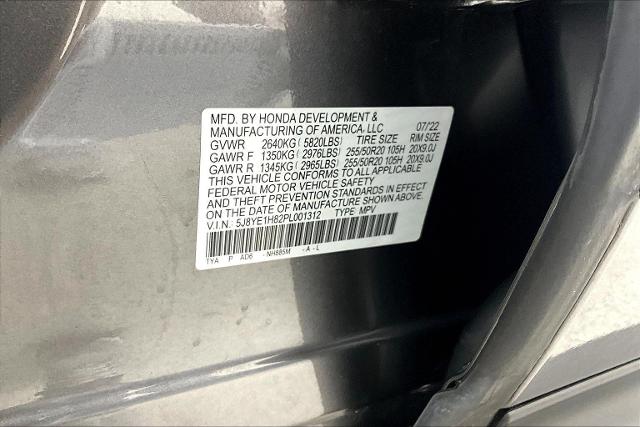 MFD. BY HONDA DEVELOPMENT &
MANUFACTURING OF AMERICA, LLC 07/22
GVWR 2640KG (5820LBS) TIRE SIZE RIM SIZE
GAWR F 1350KG (2976LBS) 255/50R20 105H 20X9.0J
GAWR R 1345KG (2965LBS) 255/50R20 105H 20X9.0J
THIS VEHICLE CONFORMS TO ALL APPLICABLE
FEDERAL MOTOR VEHICLE SAFETY
AND THEFT PREVENTION STANDARDS IN EFFECT
ON THE DATE OF MANUFACTURE SHOWN ABOVE.
V.I.N.: 5J8YE1H82PL001312 TYPE: MPV
TYA P AD6 -NH885M -A -L